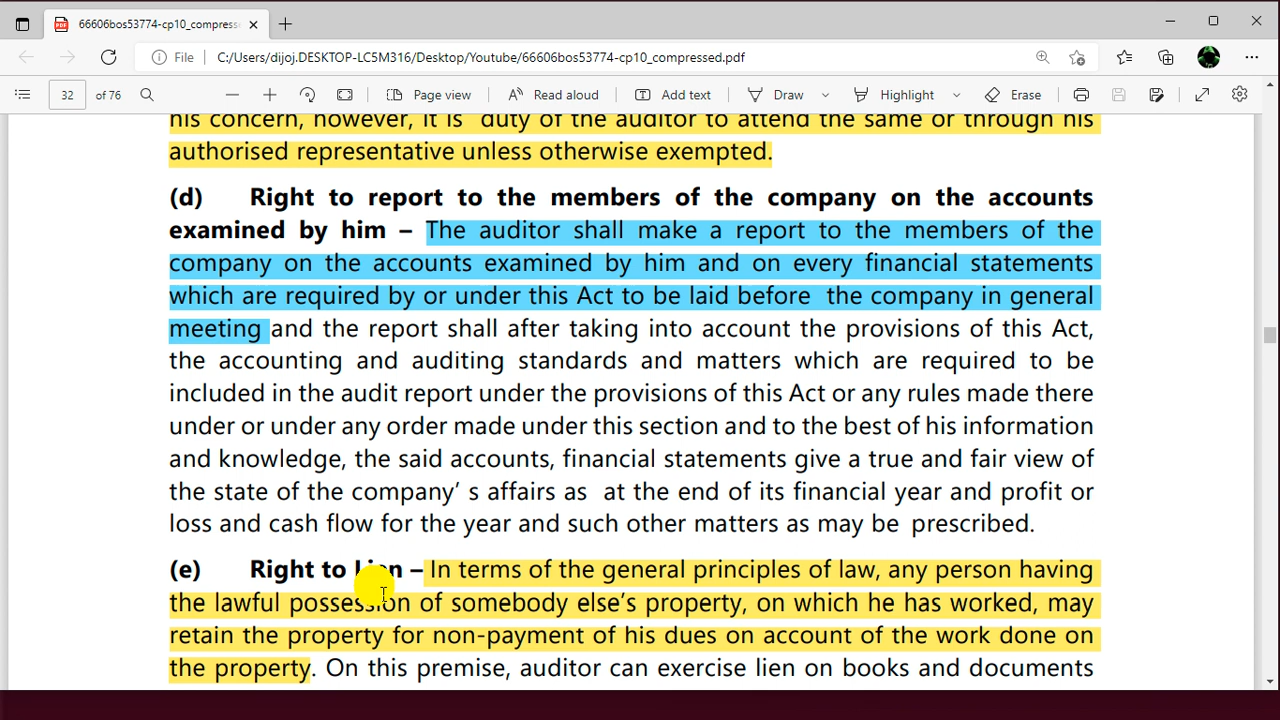 66606bos53774-cp10_compress
File C:/Users/dijoj.DESKTOP-LC5M316/Desktop/Youtube/66606bos53774-cp10_compressed.pdf
32 of 76 Page view Read aloud Add text Draw Highlight Erase
his concern, however, it is duty of the auditor to attend the same or through his
authorised representative unless otherwise exempted.
(d) Right to report to the members of the company on the accounts
examined by him – The auditor shall make a report to the members of the
company on the accounts examined by him and on every financial statements
which are required by or under this Act to be laid before the company in general
meeting and the report shall after taking into account the provisions of this Act,
the accounting and auditing standards and matters which are required to be
included in the audit report under the provisions of this Act or any rules made there
under or under any order made under this section and to the best of his information
and knowledge, the said accounts, financial statements give a true and fair view of
the state of the company' s affairs as at the end of its financial year and profit or
loss and cash flow for the year and such other matters as may be prescribed.
(e) Right to Lien – In terms of the general principles of law, any person having
the lawful possession of somebody else's property, on which he has worked, may
retain the property for non-payment of his dues on account of the work done on
the property. On this premise, auditor can exercise lien on books and documents